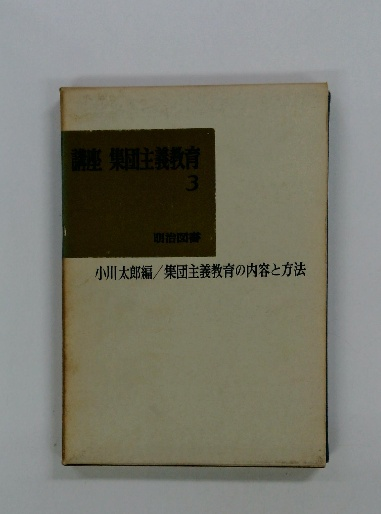 講座 集団主義教育
3
明治図書
小川太郎編／集団主義教育の内容と方法